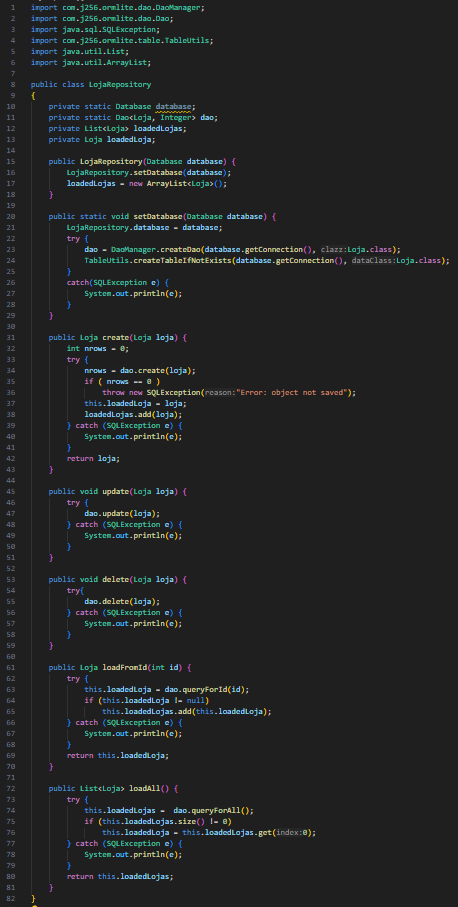 1 import com.j256.ormlite.dao.DaoManager;
2 import com.j256.ormlite.dao.Dao;
3 import java.sql.SQLException;
4 import com.j256.ormlite.table.TableUtils;
5 import java.util.List;
6 import java.util.ArrayList;
7
8 public class LojaRepository
9 {
10     private static Database database;
11     private static Dao<Loja, Integer> dao;
12     private List<Loja> loadedLojas;
13     private Loja loadedLoja;
14
15     public LojaRepository(Database database) {
16         LojaRepository.setDatabase(database);
17         loadedLojas = new ArrayList<Loja>();
18     }
19
20     public static void setDatabase(Database database) {
21         LojaRepository.database = database;
22         try {
23             dao = DaoManager.createDao(database.getConnection(), clazz:Loja.class);
24             TableUtils.createTableIfNotExists(database.getConnection(), dataClass:Loja.class);
25         }
26         catch(SQLException e) {
27             System.out.println(e);
28         }
29     }
30
31     public Loja create(Loja loja) {
32         int nrows = 0;
33         try {
34             nrows = dao.create(loja);
35             if ( nrows == 0 )
36                 throw new SQLException(reason:"Error: object not saved");
37             this.loadedLoja = loja;
38             loadedLojas.add(loja);
39         } catch (SQLException e) {
40             System.out.println(e);
41         }
42         return loja;
43     }
44
45     public void update(Loja loja) {
46         try {
47             dao.update(loja);
48         } catch (SQLException e) {
49             System.out.println(e);
50         }
51     }
52
53     public void delete(Loja loja) {
54         try{
55             dao.delete(loja);
56         } catch (SQLException e) {
57             System.out.println(e);
58         }
59     }
60
61     public Loja loadFromId(int id) {
62         try {
63             this.loadedLoja = dao.queryForId(id);
64             if (this.loadedLoja != null)
65                 this.loadedLojas.add(this.loadedLoja);
66         } catch (SQLException e) {
67             System.out.println(e);
68         }
69         return this.loadedLoja;
70     }
71
72     public List<Loja> loadAll() {
73         try {
74             this.loadedLojas =  dao.queryForAll();
75             if (this.loadedLojas.size() != 0)
76                 this.loadedLoja = this.loadedLojas.get(index:0);
77         } catch (SQLException e) {
78             System.out.println(e);
79         }
80         return this.loadedLojas;
81     }
82 }